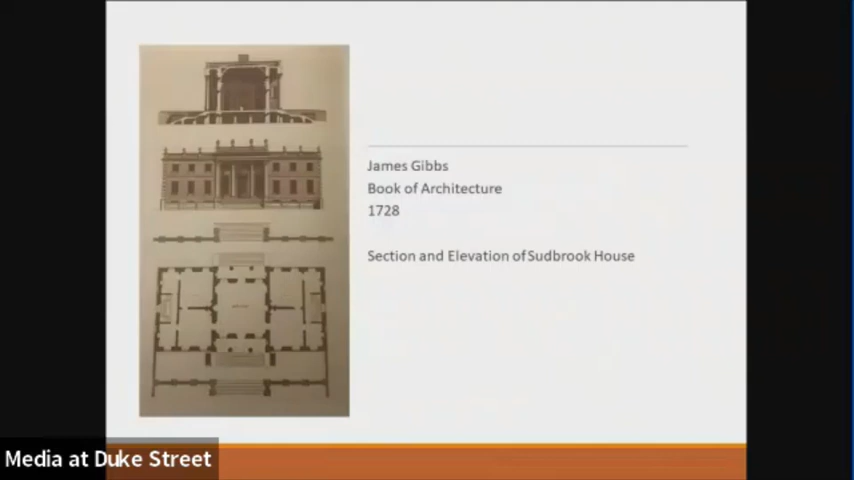 James Gibbs
Book of Architecture
1728
Section and Elevation of Sudbrook House
Media at Duke Street